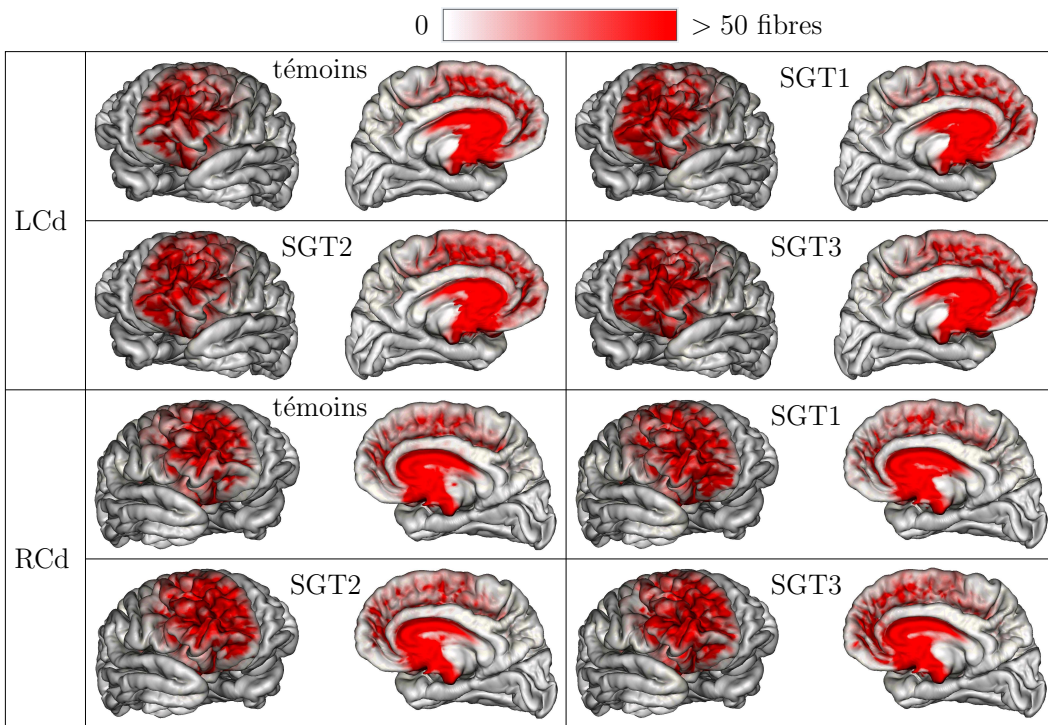 0 > 50 fibres
témoins SGT1
LCd
SGT2 SGT3
témoins SGT1
RCd
SGT2 SGT3